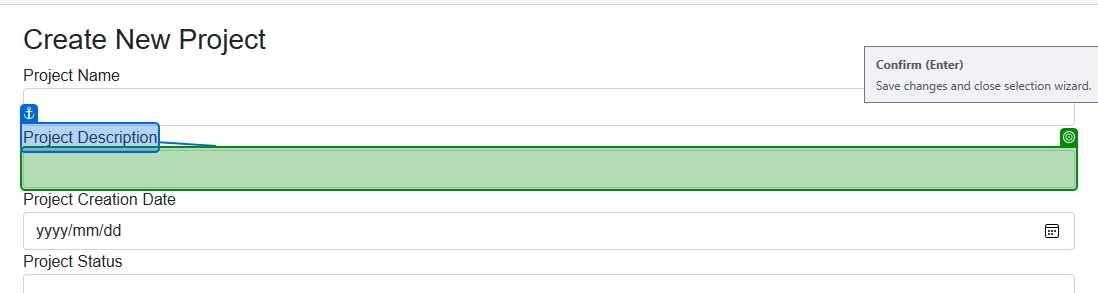 Create New Project
Confirm (Enter)
Save changes and close selection wizard.
Project Name
Project Description
Project Creation Date
yyyy/mm/dd
Project Status